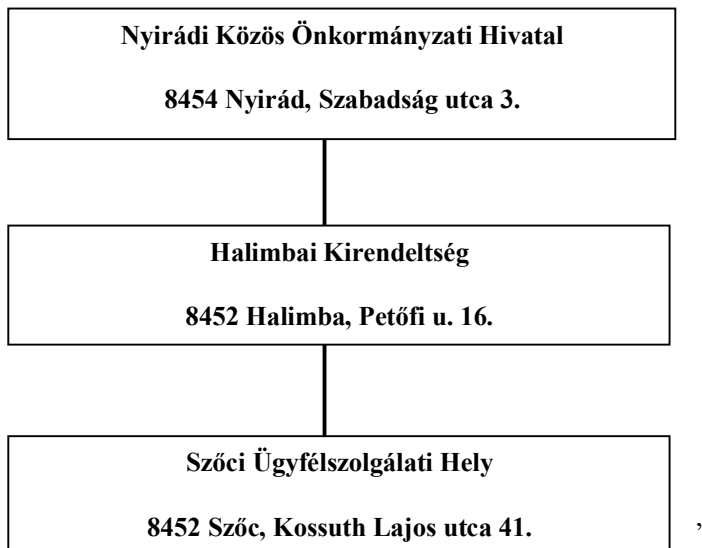 Nyirádi Közös Önkormányzati Hivatal
8454 Nyirád, Szabadság utca 3.
Halimbai Kirendeltség
8452 Halimba, Petőfi u. 16.
Szőci Ügyfélszolgálati Hely
8452 Szőc, Kossuth Lajos utca 41. ,